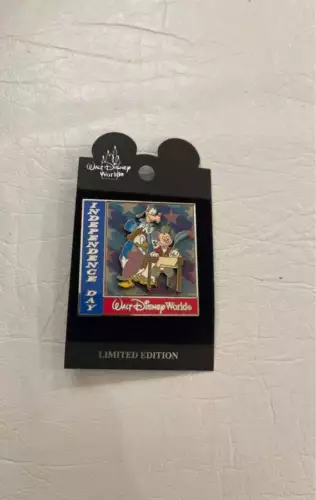 Walt Disney
World®
INDEPENDENCE DAY
Walt Disney World®
LIMITED EDITION